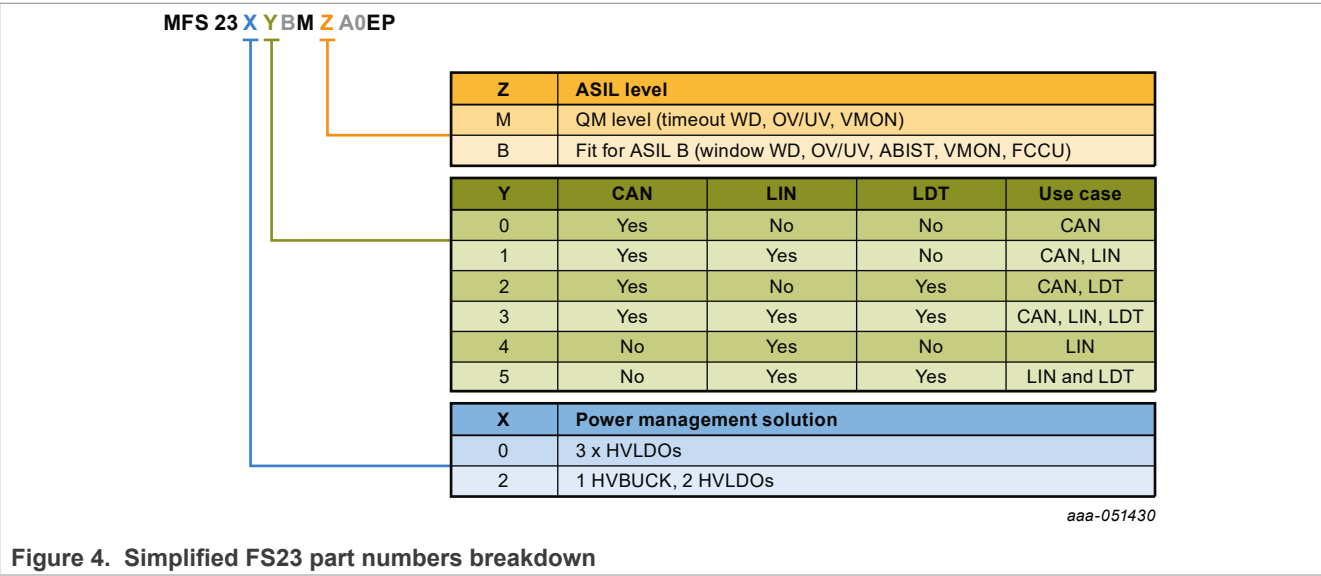 MFS 23 X Y BM Z A0EP
Z ASIL level
M QM level (timeout WD, OV/UV, VMON)
B Fit for ASIL B (window WD, OV/UV, ABIST, VMON, FCCU)
Y CAN LIN LDT Use case
0 Yes No No CAN
1 Yes Yes No CAN, LIN
2 Yes No Yes CAN, LDT
3 Yes Yes Yes CAN, LIN, LDT
4 No Yes No LIN
5 No Yes Yes LIN and LDT
X Power management solution
0 3 x HVLDOs
2 1 HVBUCK, 2 HVLDOs
aaa-051430
Figure 4. Simplified FS23 part numbers breakdown